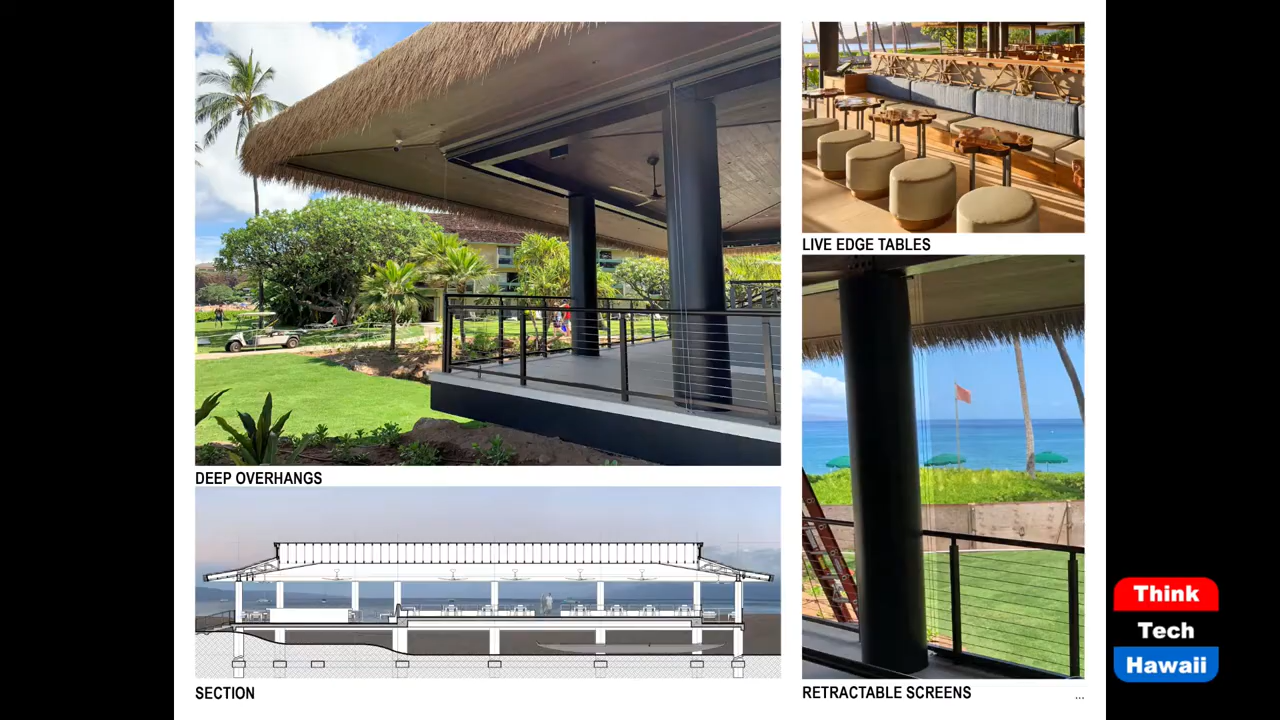 LIVE EDGE TABLES
DEEP OVERHANGS
SECTION
RETRACTABLE SCREENS
...
Think
Tech
Hawaii